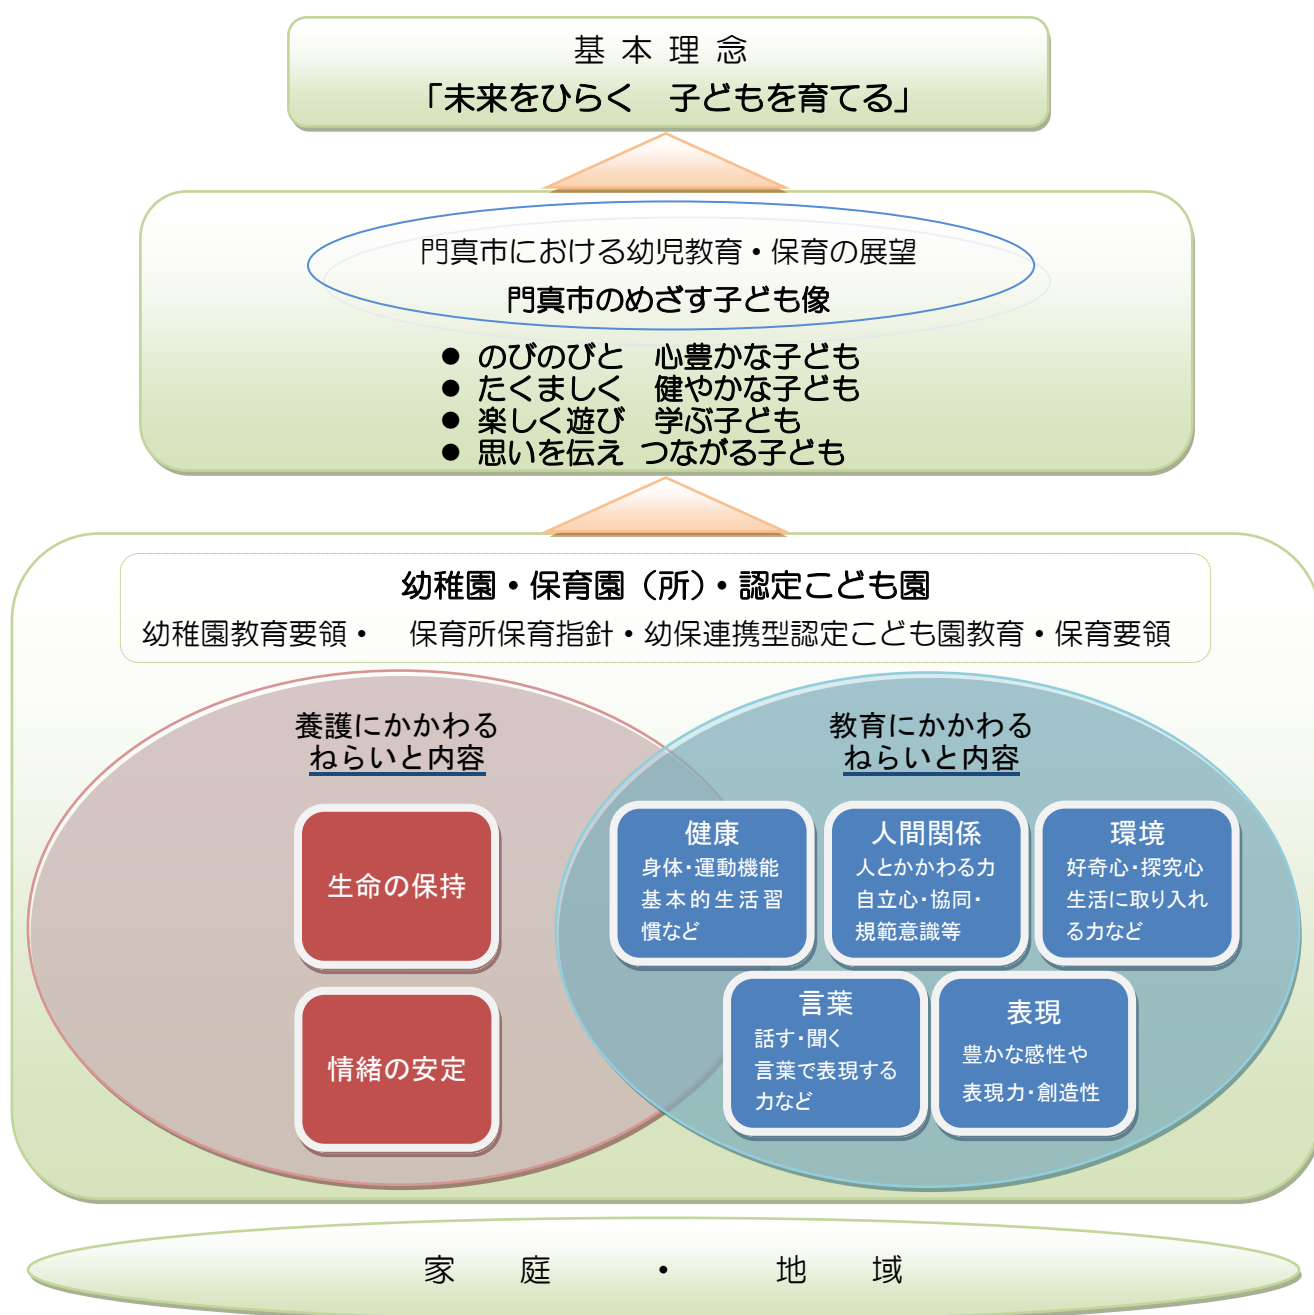 基本理念
「未来をひらく　子どもを育てる」
門真市における幼児教育・保育の展望
門真市のめざす子ども像
● のびのびと　心豊かな子ども
● たくましく　健やかな子ども
● 楽しく遊び　学ぶ子ども
● 思いを伝え つながる子ども
幼稚園・保育園（所）・認定こども園
幼稚園教育要領・　保育所保育指針・幼保連携型認定こども園教育・保育要領
養護にかかわる
ねらいと内容
生命の保持
情緒の安定
教育にかかわる
ねらいと内容
健康
身体・運動機能
基本的生活習
慣など
人間関係
人とかかわる力
自立心・協同・
規範意識等
環境
好奇心・探究心
生活に取り入れ
る力など
言葉
話す・聞く
言葉で表現する
力など
表現
豊かな感性や
表現力・創造性
家庭・地域